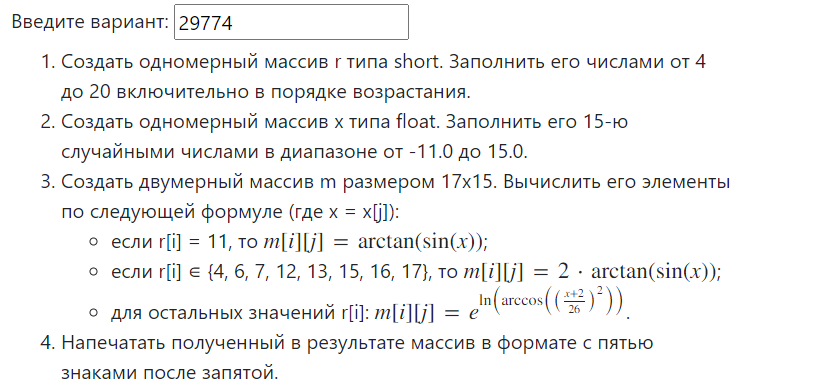 Введите вариант: 29774
1. Создать одномерный массив r типа short. Заполнить его числами от 4
до 20 включительно в порядке возрастания.
2. Создать одномерный массив x типа float. Заполнить его 15-ю
случайными числами в диапазоне от -11.0 до 15.0.
3. Создать двумерный массив m размером 17x15. Вычислить его элементы
по следующей формуле (где x = x[j]):
◦ если r[i] = 11, то m[i][j] = arctan(sin(x));
◦ если r[i] ∈ {4, 6, 7, 12, 13, 15, 16, 17}, то m[i][j] = 2 · arctan(sin(x));
◦ для остальных значений r[i]: m[i][j] = e^{ln(arccos(((x+2)/26)^2))}.
4. Напечатать полученный в результате массив в формате с пятью
знаками после запятой.